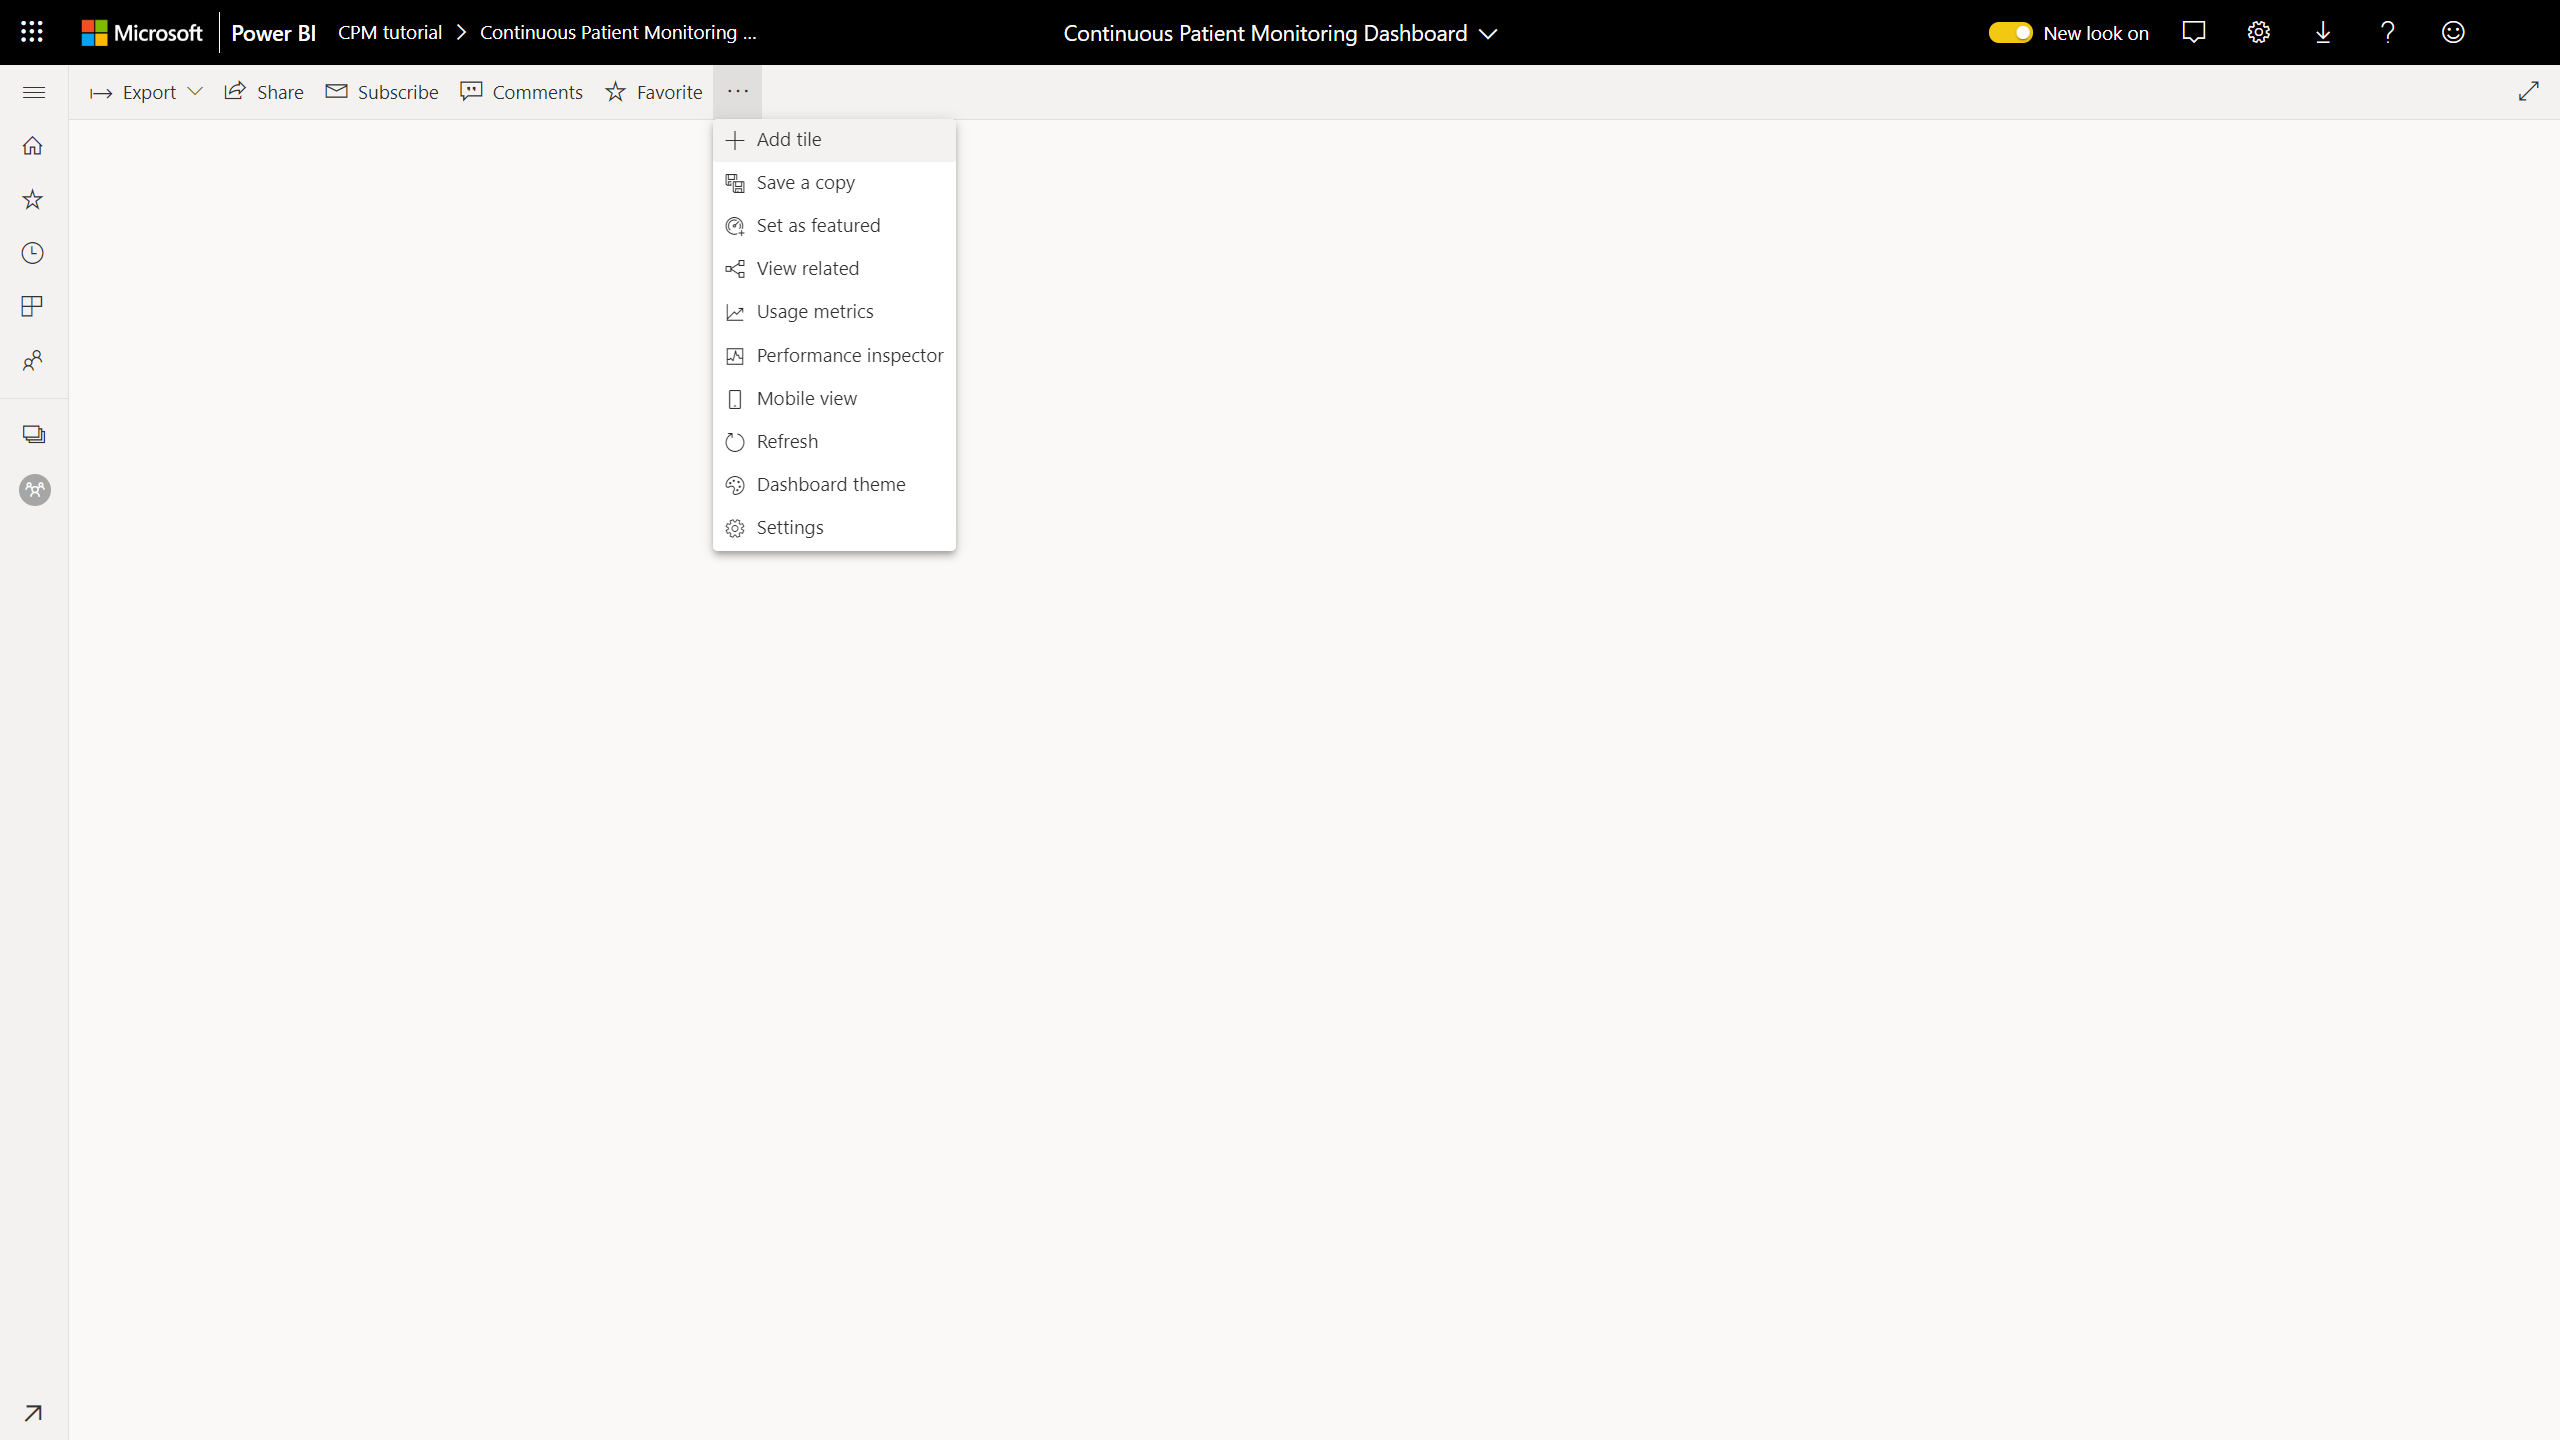 Microsoft Power BI CPM tutorial Continuous Patient Monitoring ... Continuous Patient Monitoring Dashboard New look on
Export Share Subscribe Comments Favorite ...
Add tile
Save a copy
Set as featured
View related
Usage metrics
Performance inspector
Mobile view
Refresh
Dashboard theme
Settings